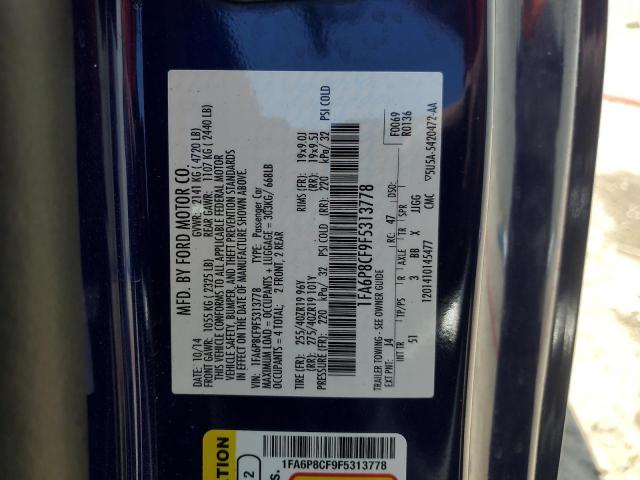 MFD. BY FORD MOTOR CO.
DATE: 10/14 GVWR: 2141 KG ( 4720 LB)
FRONT GAWR: 1055 KG ( 2325 LB) REAR GAWR: 1107 KG ( 2440 LB)
THIS VEHICLE CONFORMS TO ALL APPLICABLE FEDERAL MOTOR
VEHICLE SAFETY, BUMPER, AND THEFT PREVENTION STANDARDS
IN EFFECT ON THE DATE OF MANUFACTURE SHOWN ABOVE.
VIN: 1FA6P8CF9F5313778 TYPE: Passenger Car
MAXIMUM LOAD = OCCUPANTS + LUGGAGE = 303KG/ 668LB
OCCUPANTS = 4 TOTAL; 2 FRONT, 2 REAR
TIRE (FR): 255/40ZR19 96Y RIMS (FR): 19x9.0J
(RR): 275/40ZR19 101Y (RR): 19x9.5J
PRESSURE (FR): 220 kPa/ 32 PSI COLD (RR): 220 kPa/ 32 PSI COLD
1FA6P8CF9F5313778
TRAILER TOWING - SEE OWNER GUIDE F0069
EXT PNT: J4 RC: 47 DSO: R0136
INT TR TP/PS R AXLE TR SPR
51 3 BB X JJGG ▽5U5A-5420472-AA
1201410145477 CMC
1FA6P8CF9F5313778
2